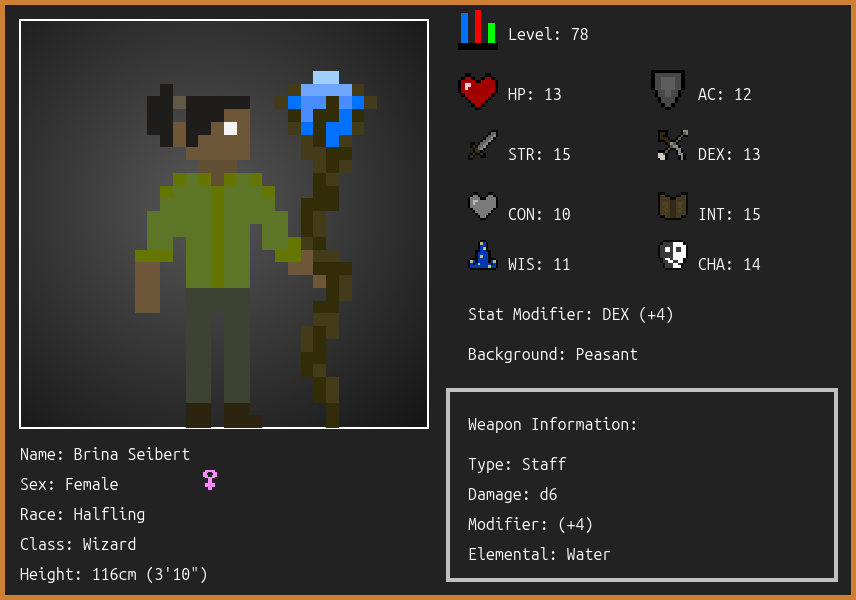 Level: 78
HP: 13
AC: 12
STR: 15
DEX: 13
CON: 10
INT: 15
WIS: 11
CHA: 14
Stat Modifier: DEX (+4)
Background: Peasant
Weapon Information:
Type: Staff
Damage: d6
Modifier: (+4)
Elemental: Water
Name: Brina Seibert
Sex: Female
Race: Halfling
Class: Wizard
Height: 116cm (3'10")